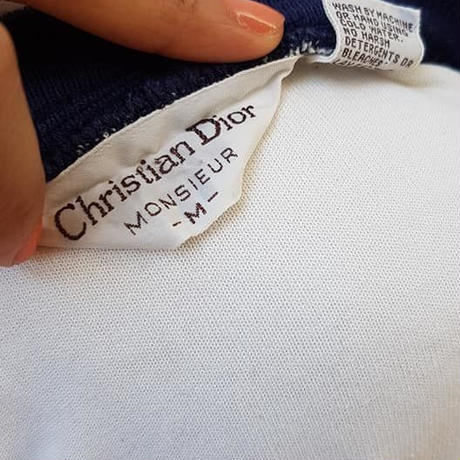 Christian Dior
MONSIEUR
-M-
WASH BY MACHINE
OR HAND USING
COLD WATER.
NO HARSH
DETERGENTS OR
BLEACHES